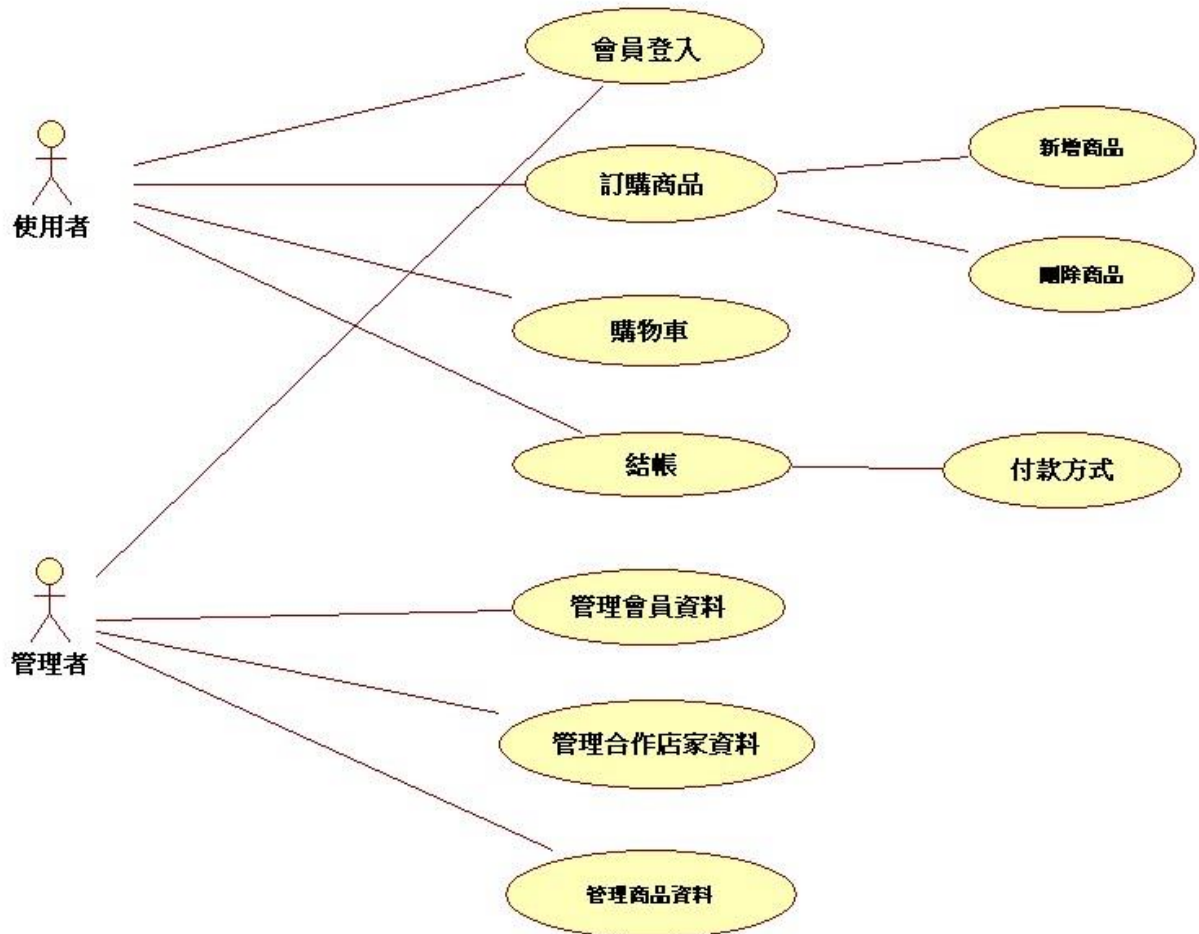 會員登入
使用者
訂購商品
新增商品
刪除商品
購物車
結帳
付款方式
管理者
管理會員資料
管理合作店家資料
管理商品資料